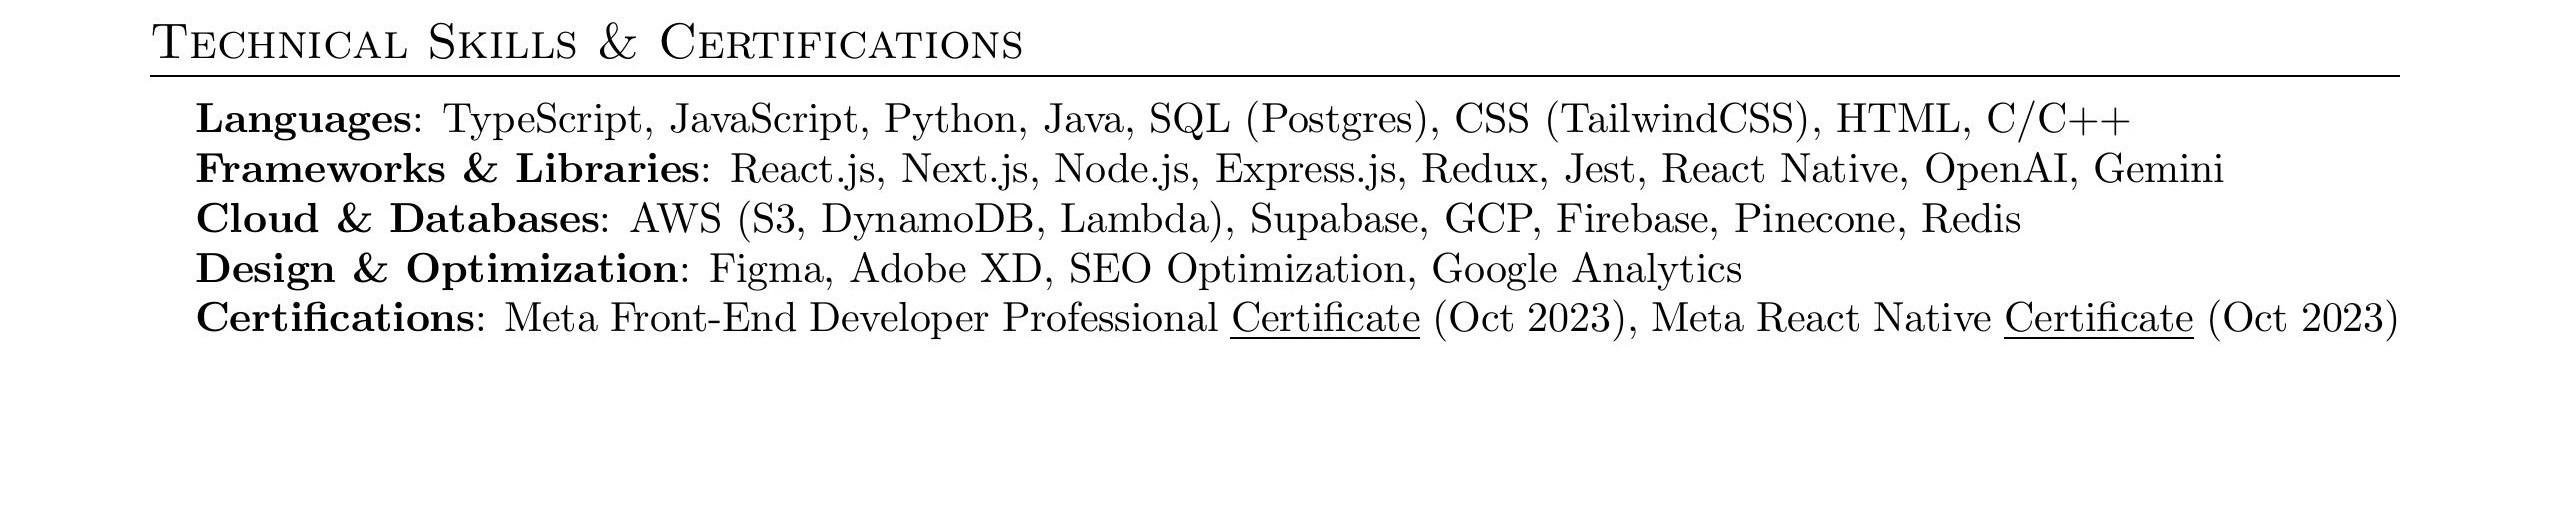 Technical Skills & Certifications
Languages: TypeScript, JavaScript, Python, Java, SQL (Postgres), CSS (TailwindCSS), HTML, C/C++
Frameworks & Libraries: React.js, Next.js, Node.js, Express.js, Redux, Jest, React Native, OpenAI, Gemini
Cloud & Databases: AWS (S3, DynamoDB, Lambda), Supabase, GCP, Firebase, Pinecone, Redis
Design & Optimization: Figma, Adobe XD, SEO Optimization, Google Analytics
Certifications: Meta Front-End Developer Professional Certificate (Oct 2023), Meta React Native Certificate (Oct 2023)